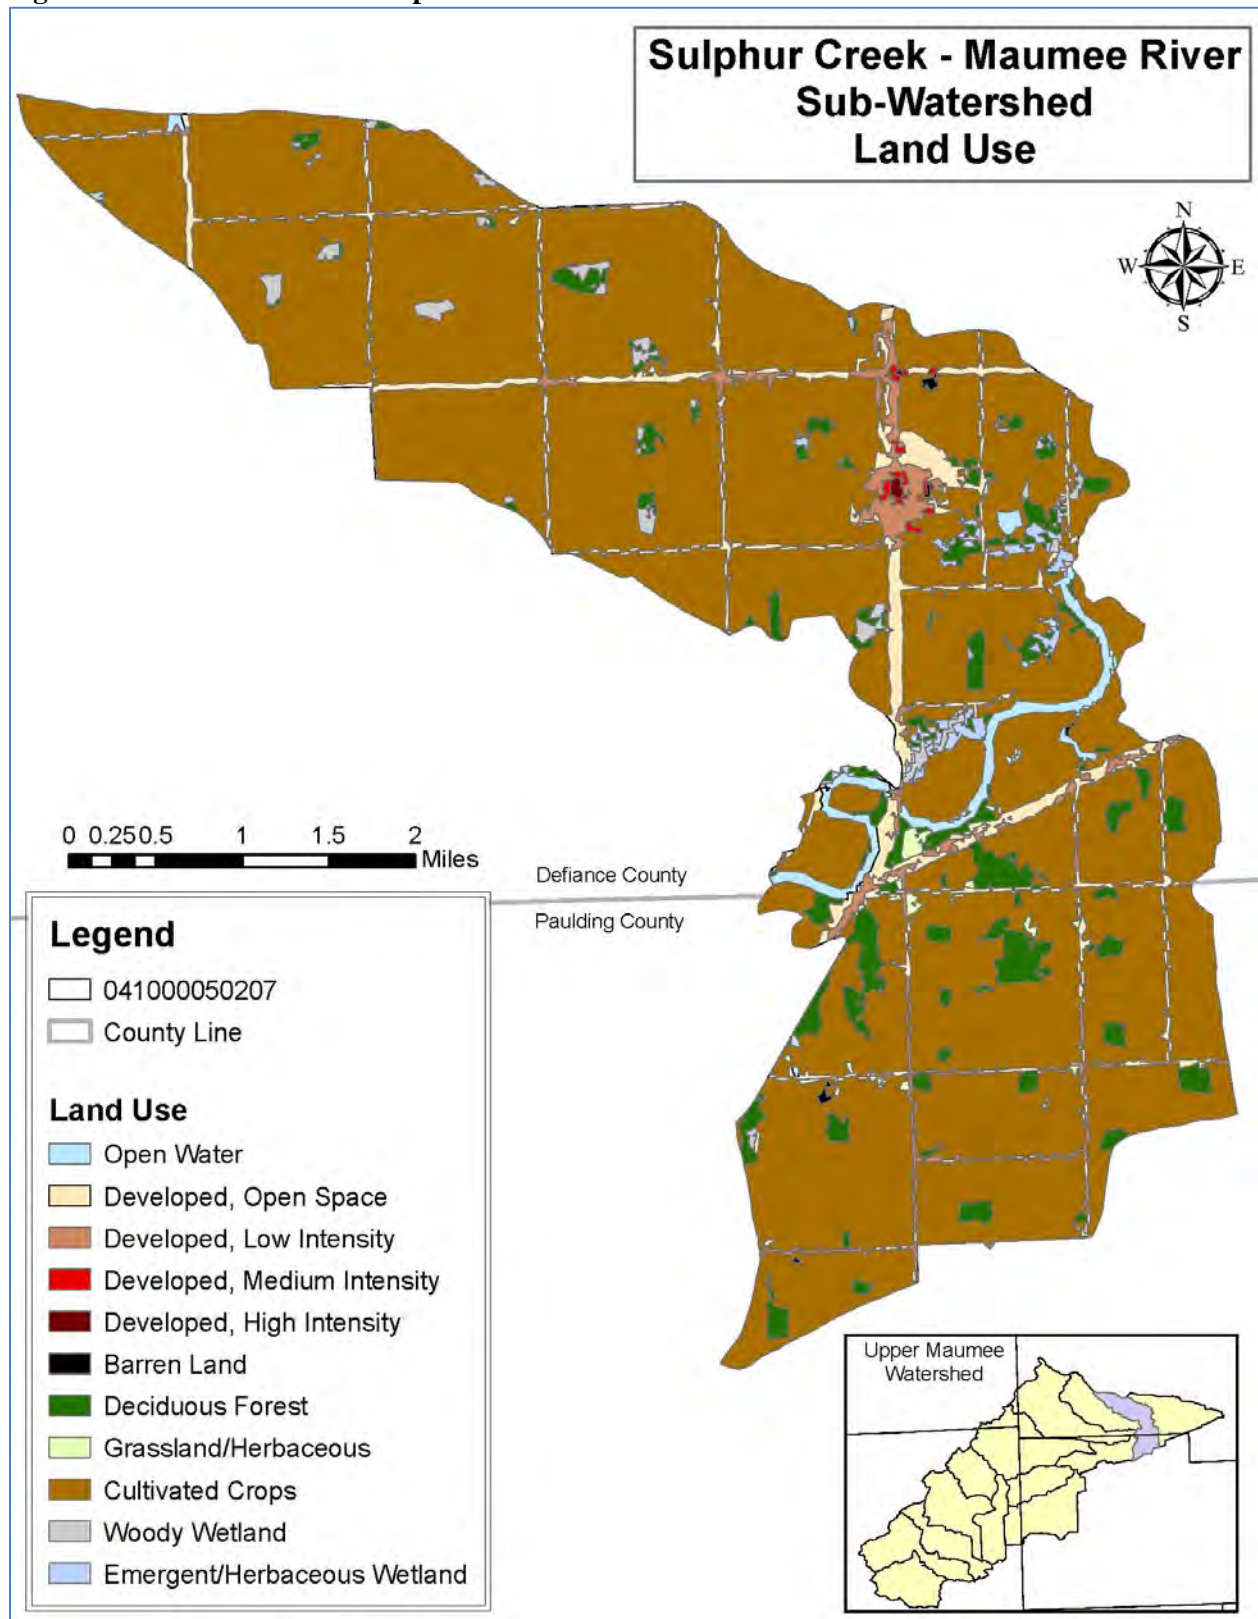 Sulphur Creek - Maumee River
Sub-Watershed
Land Use
N
W E
S
0 0.25 0.5 1 1.5 2
Miles
Defiance County
Paulding County
Legend
041000050207
County Line
Land Use
Open Water
Developed, Open Space
Developed, Low Intensity
Developed, Medium Intensity
Developed, High Intensity
Barren Land
Deciduous Forest
Grassland/Herbaceous
Cultivated Crops
Woody Wetland
Emergent/Herbaceous Wetland
Upper Maumee
Watershed